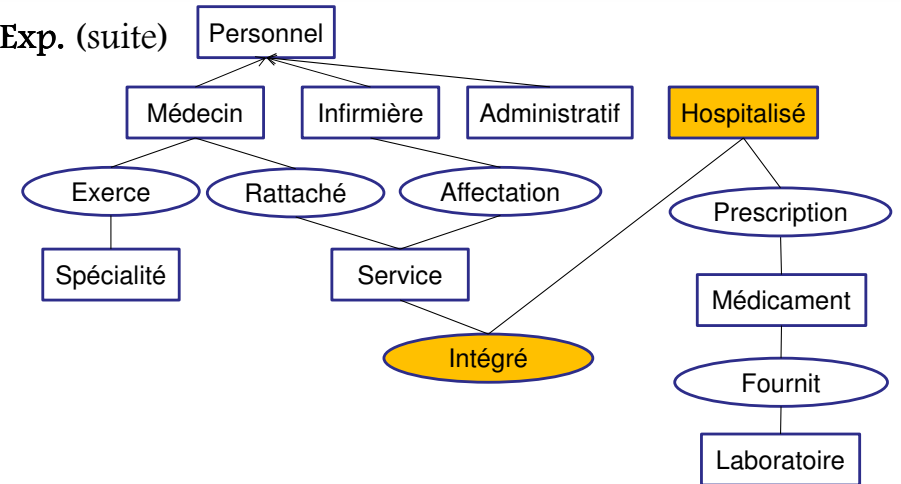 Exp. (suite)
Personnel
Médecin
Infirmière
Administratif
Hospitalisé
Exerce
Rattaché
Affectation
Prescription
Spécialité
Service
Médicament
Intégré
Fournit
Laboratoire